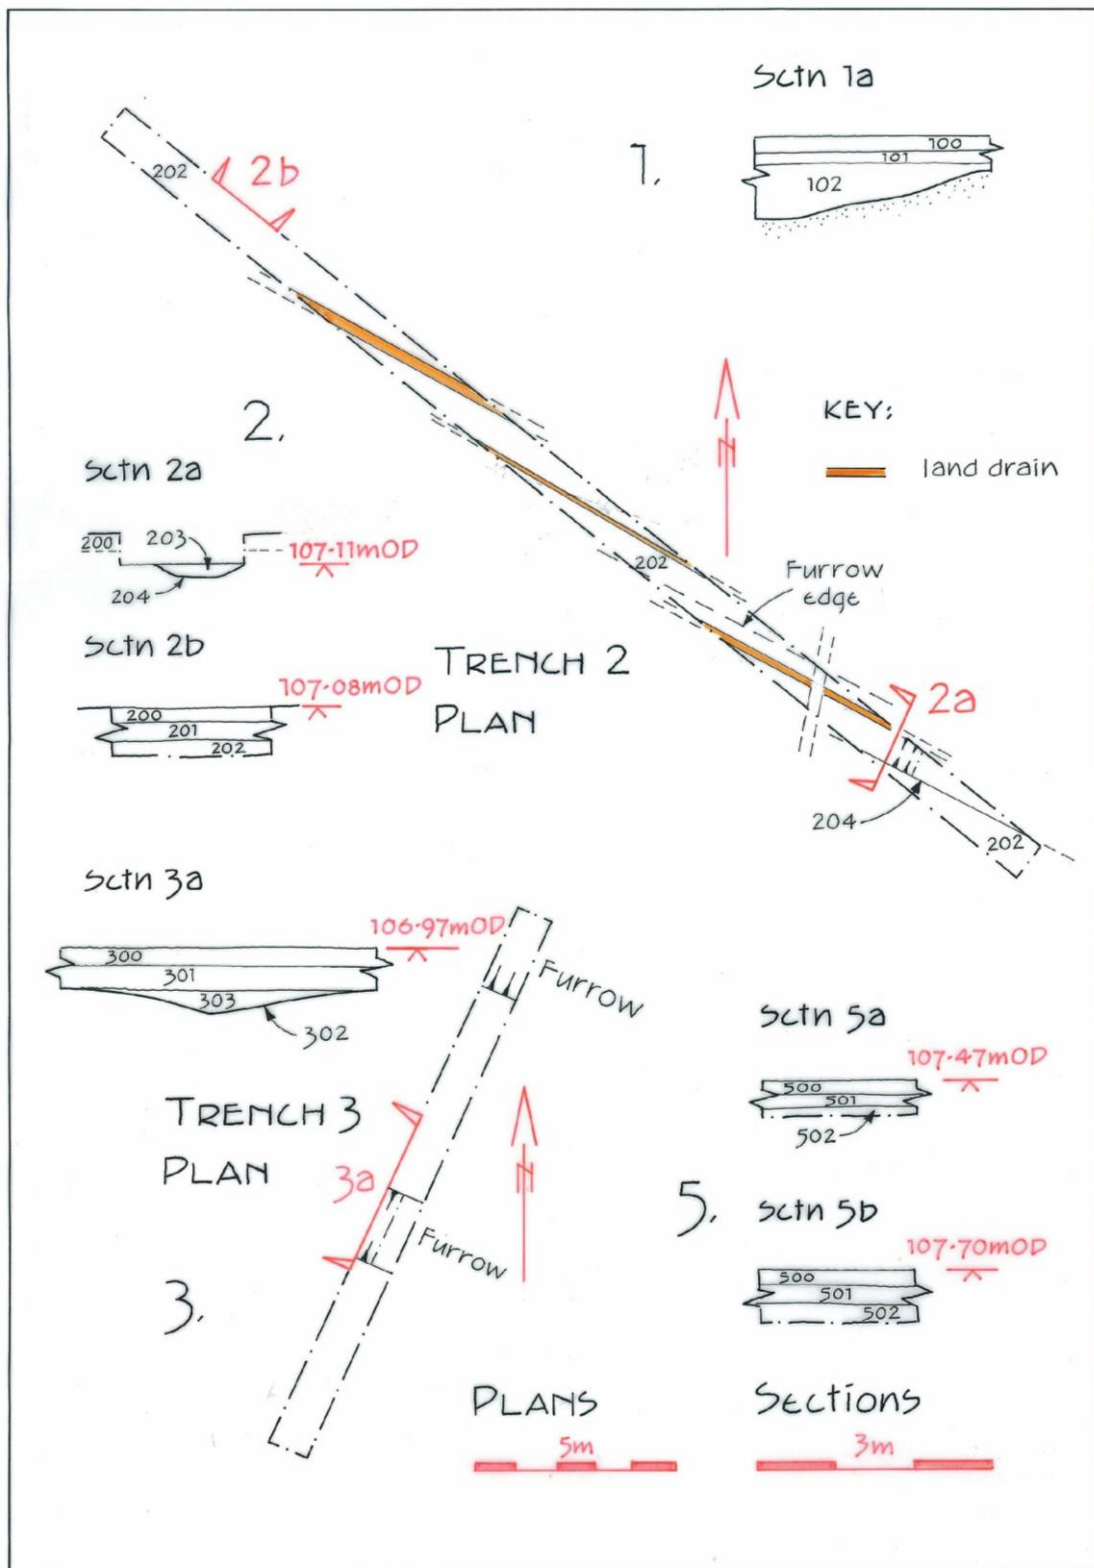 Sctn 1a
1.
100
101
102
202
2b
2.
KEY:
land drain
N
Sctn 2a
200
203
204
107·11mOD
202
Furrow
edge
Sctn 2b
107·08mOD
200
201
202
TRENCH 2
PLAN
2a
204
202
Sctn 3a
106·97mOD
300
301
303
302
Furrow
TRENCH 3
PLAN
3a
Furrow
N
3.
Sctn 5a
107·47mOD
500
501
502
5.
Sctn 5b
107·70mOD
500
501
502
PLANS
5m
Sections
3m